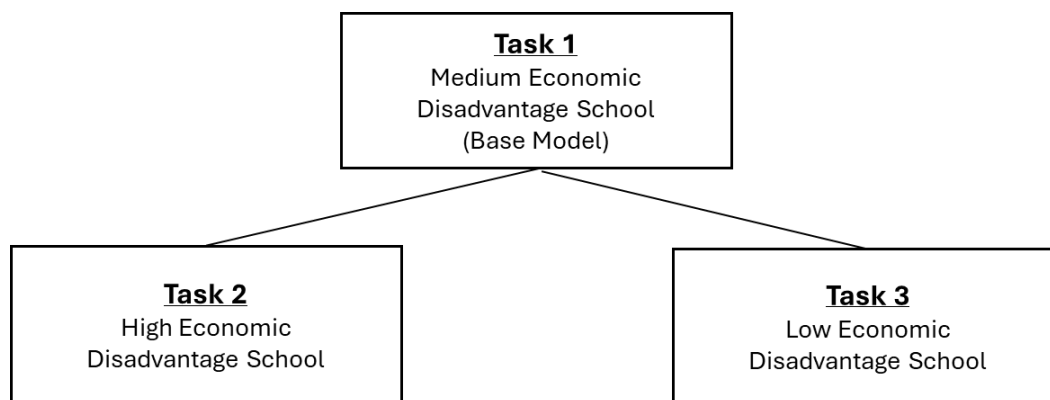 Task 1
Medium Economic
Disadvantage School
(Base Model)
Task 2
High Economic
Disadvantage School
Task 3
Low Economic
Disadvantage School